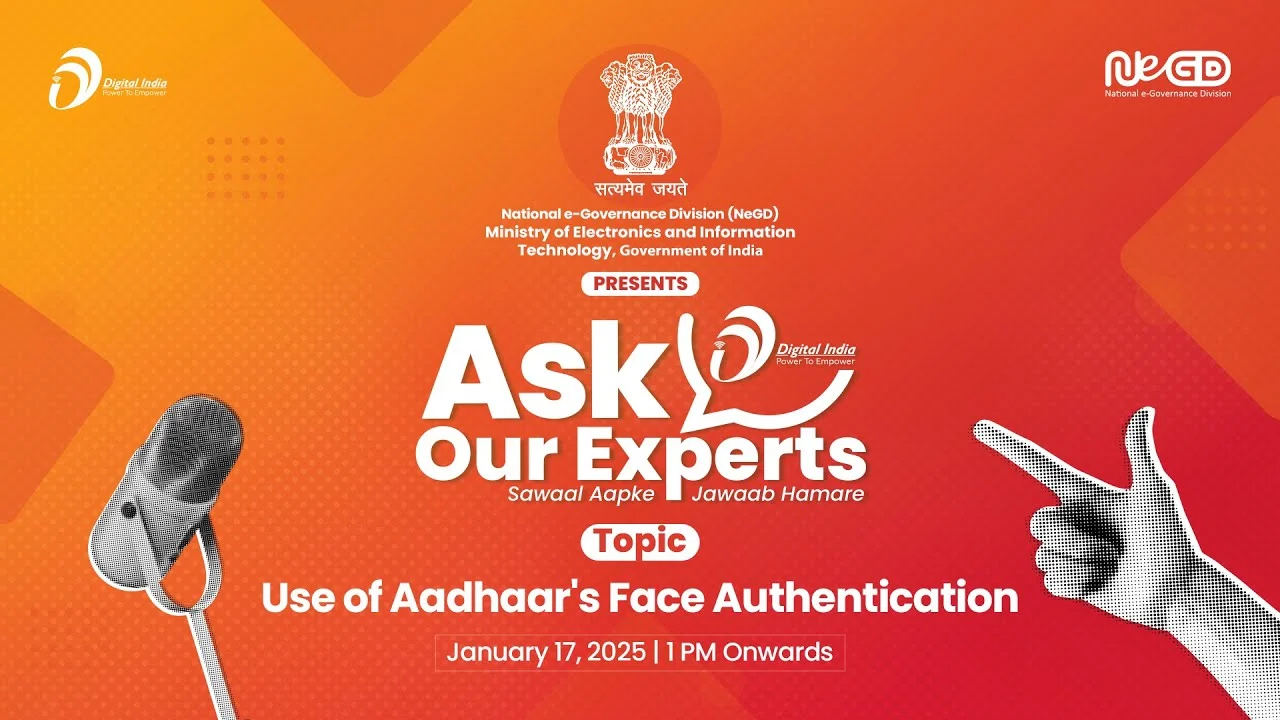 Digital India
Power To Empower
NeGD
National e-Governance Division
सत्यमेव जयते
National e-Governance Division (NeGD)
Ministry of Electronics and Information
Technology, Government of India
PRESENTS
Ask
Digital India
Power To Empower
Our Experts
Sawaal Aapke Jawaab Hamare
Topic
Use of Aadhaar's Face Authentication
January 17, 2025 | 1 PM Onwards